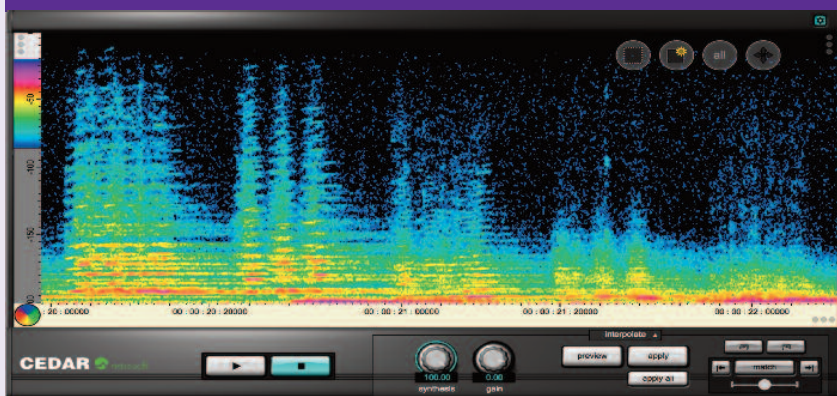 all
-50
-100
-150
: 20: 00000
00 : 00 : 20: 20000
00 : 00 : 21 : 00000
00 : 00 : 21 : 20000
00 : 00 : 22 : 00000
interpolate
CEDAR retouch
100.00
0.00
synthesis
gain
preview
apply
apply all
match